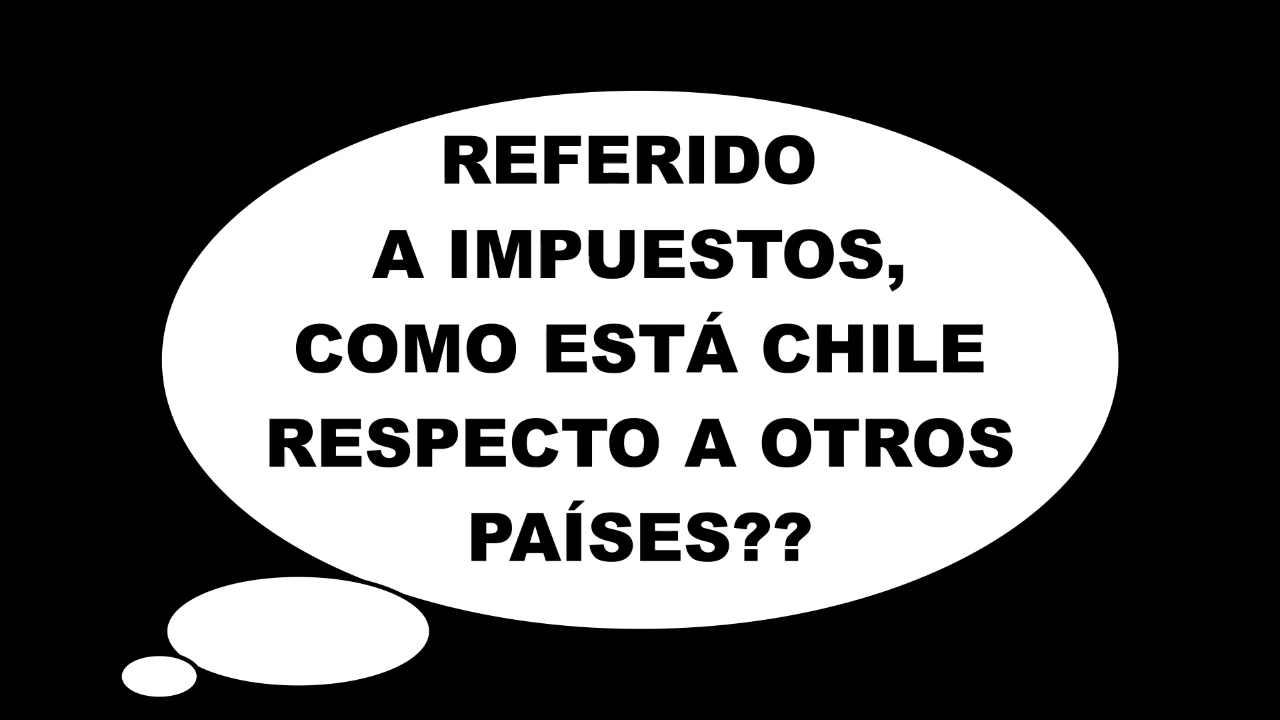 REFERIDO
A IMPUESTOS,
COMO ESTÁ CHILE
RESPECTO A OTROS
PAÍSES??